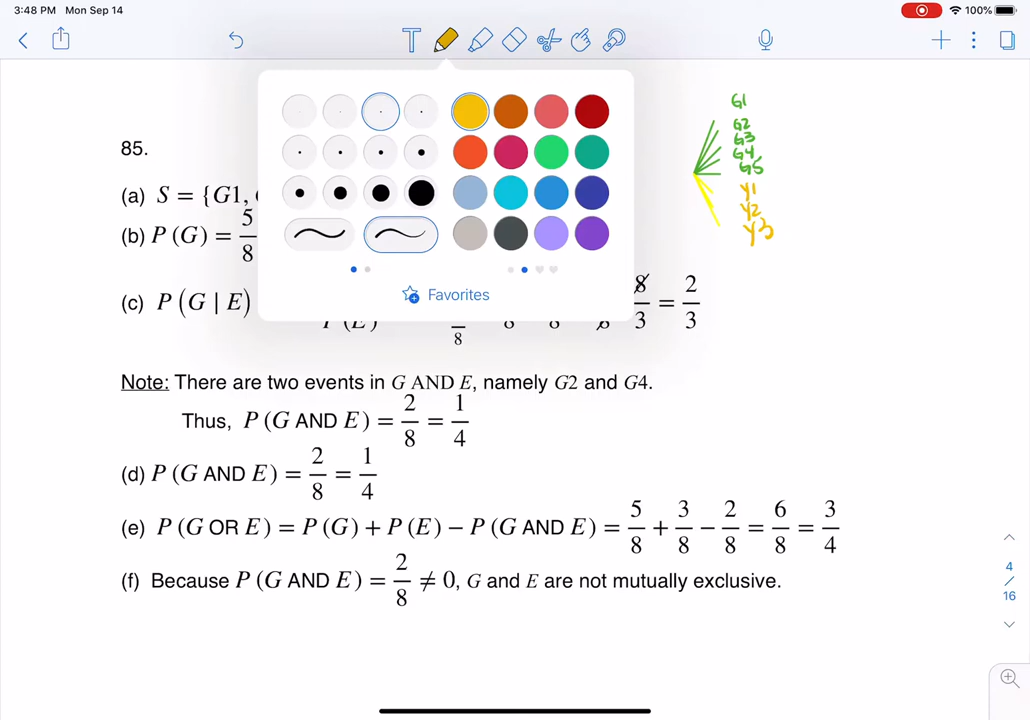 3:48 PM Mon Sep 14
100%
T
G1
G2
G3
G4
G5
Y1
Y2
Y3
85.
(a) S = {G1,
(b) P (G) = 5/8
(c) P (G | E)
8/3 = 2/3
P (E)
8
Favorites
Note: There are two events in G AND E, namely G2 and G4.
Thus, P (G AND E) = 2/8 = 1/4
(d) P (G AND E) = 2/8 = 1/4
(e) P (G OR E) = P (G) + P (E) − P (G AND E) = 5/8 + 3/8 − 2/8 = 6/8 = 3/4
(f) Because P (G AND E) = 2/8 ≠ 0, G and E are not mutually exclusive.
4
/
16